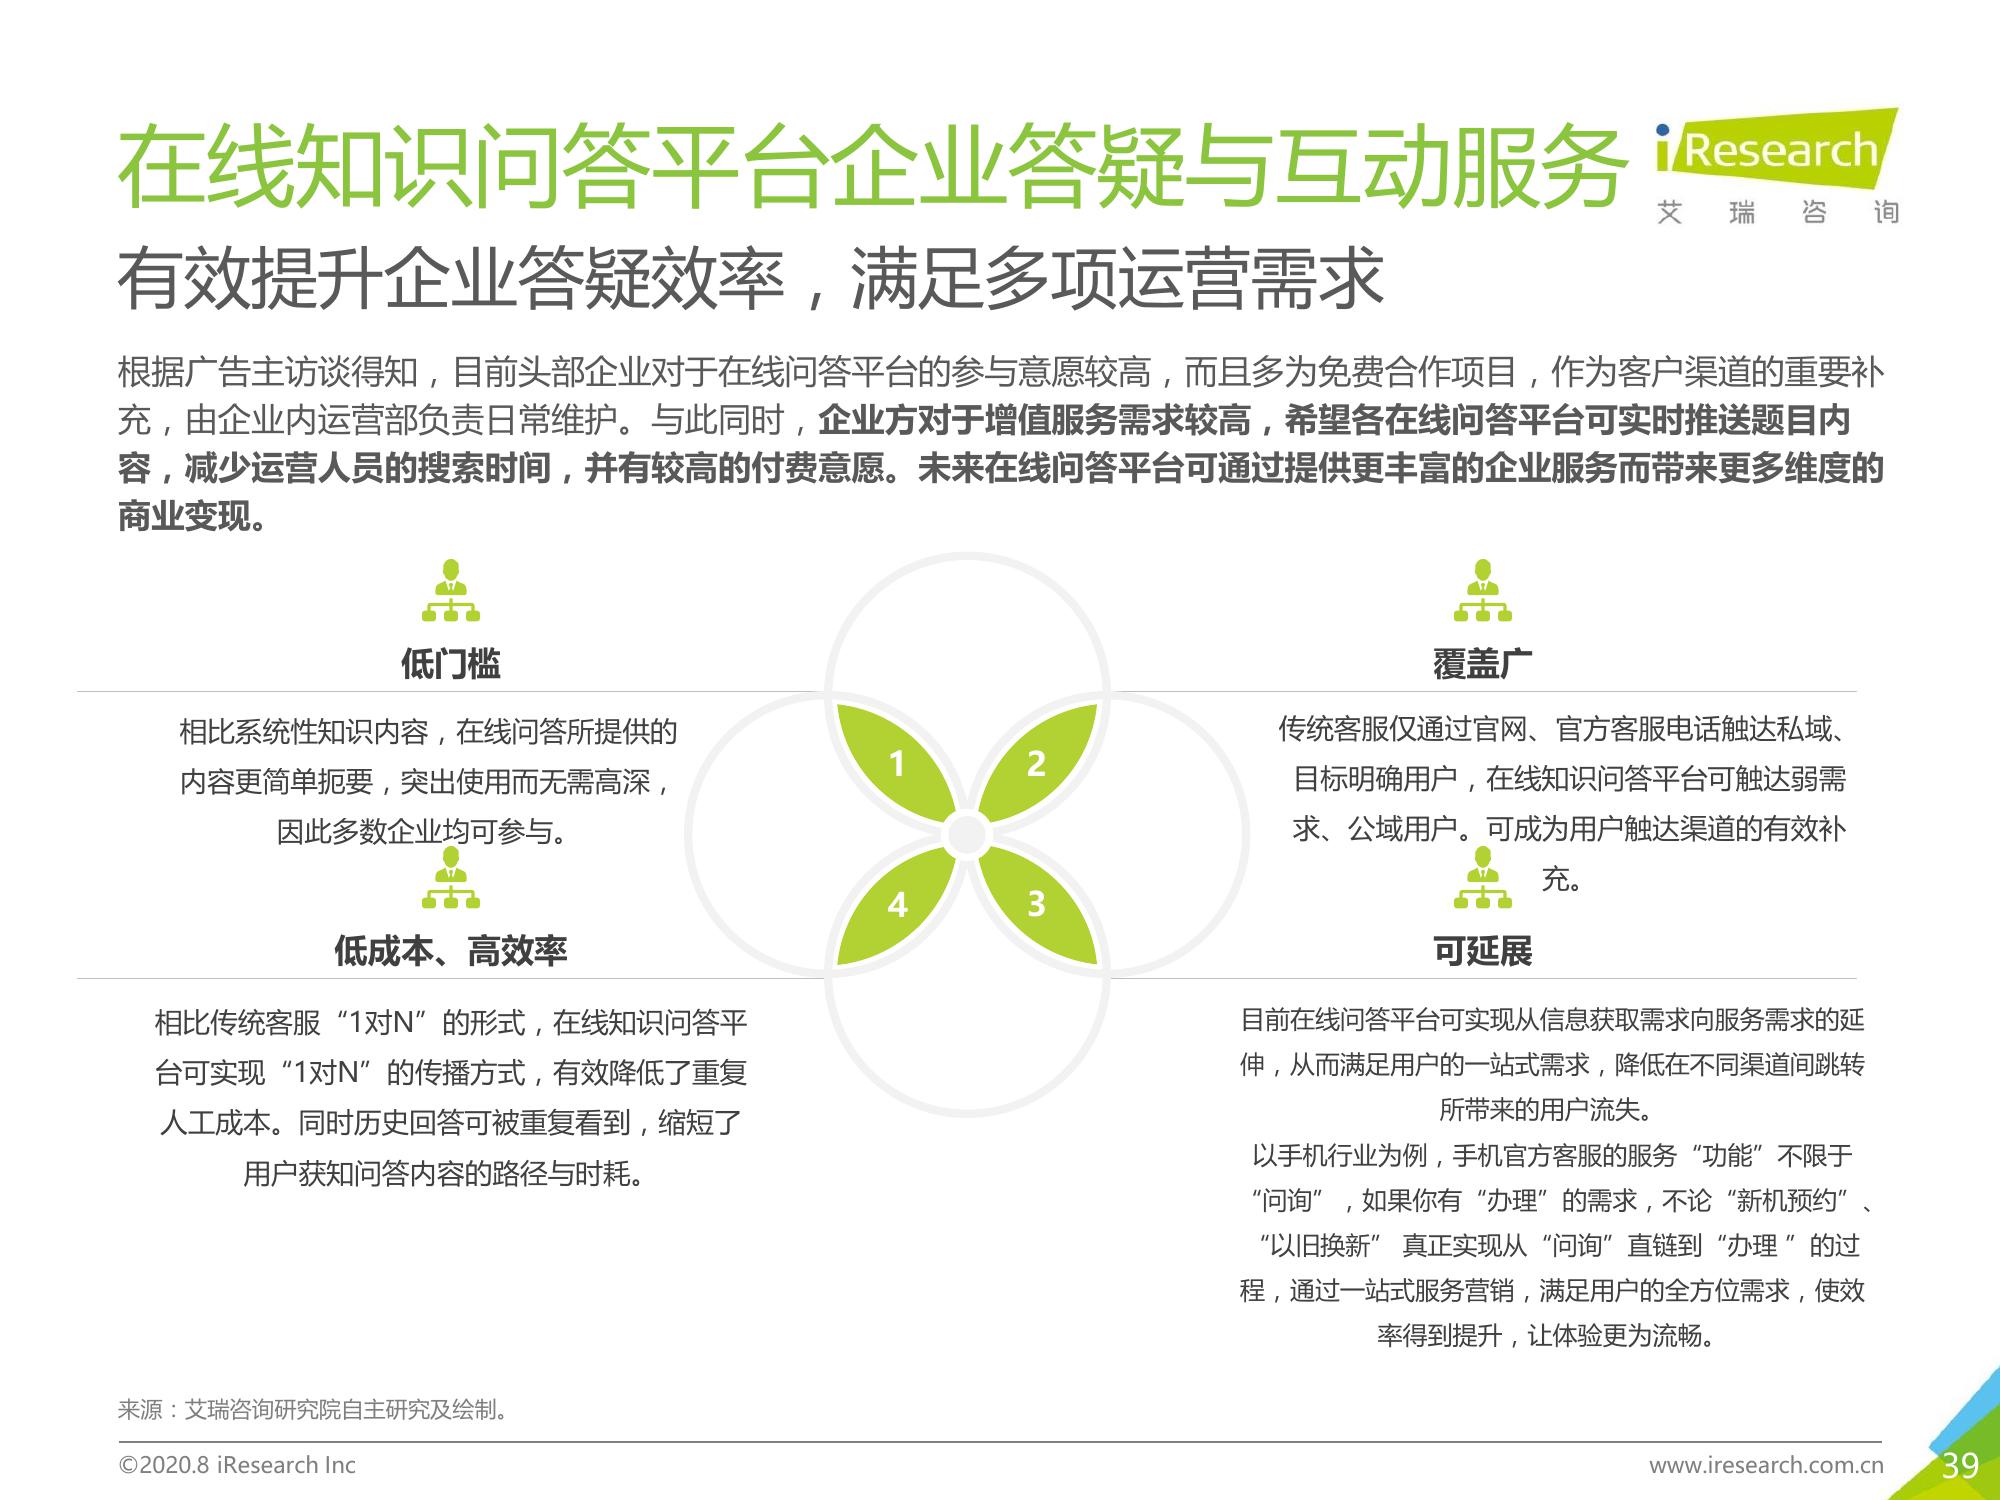 在线知识问答平台企业答疑与互动服务
iResearch
艾瑞咨询
有效提升企业答疑效率，满足多项运营需求
根据广告主访谈得知，目前头部企业对于在线问答平台的参与意愿较高，而且多为免费合作项目，作为客户渠道的重要补
充，由企业内运营部负责日常维护。与此同时，企业方对于增值服务需求较高，希望各在线问答平台可实时推送题目内
容，减少运营人员的搜索时间，并有较高的付费意愿。未来在线问答平台可通过提供更丰富的企业服务而带来更多维度的
商业变现。
低门槛
相比系统性知识内容，在线问答所提供的
内容更简单扼要，突出使用而无需高深，
因此多数企业均可参与。
覆盖广
传统客服仅通过官网、官方客服电话触达私域、
目标明确用户，在线知识问答平台可触达弱需
求、公域用户。可成为用户触达渠道的有效补
充。
1
2
4
3
低成本、高效率
相比传统客服“1对N”的形式，在线知识问答平
台可实现“1对N”的传播方式，有效降低了重复
人工成本。同时历史回答可被重复看到，缩短了
用户获知问答内容的路径与时耗。
可延展
目前在线问答平台可实现从信息获取需求向服务需求的延
伸，从而满足用户的一站式需求，降低在不同渠道间跳转
所带来的用户流失。
以手机行业为例，手机官方客服的服务“功能”不限于
“问询”，如果你有“办理”的需求，不论“新机预约”、
“以旧换新” 真正实现从“问询”直链到“办理 ”的过
程，通过一站式服务营销，满足用户的全方位需求，使效
率得到提升，让体验更为流畅。
来源：艾瑞咨询研究院自主研究及绘制。
©2020.8 iResearch Inc
www.iresearch.com.cn
39